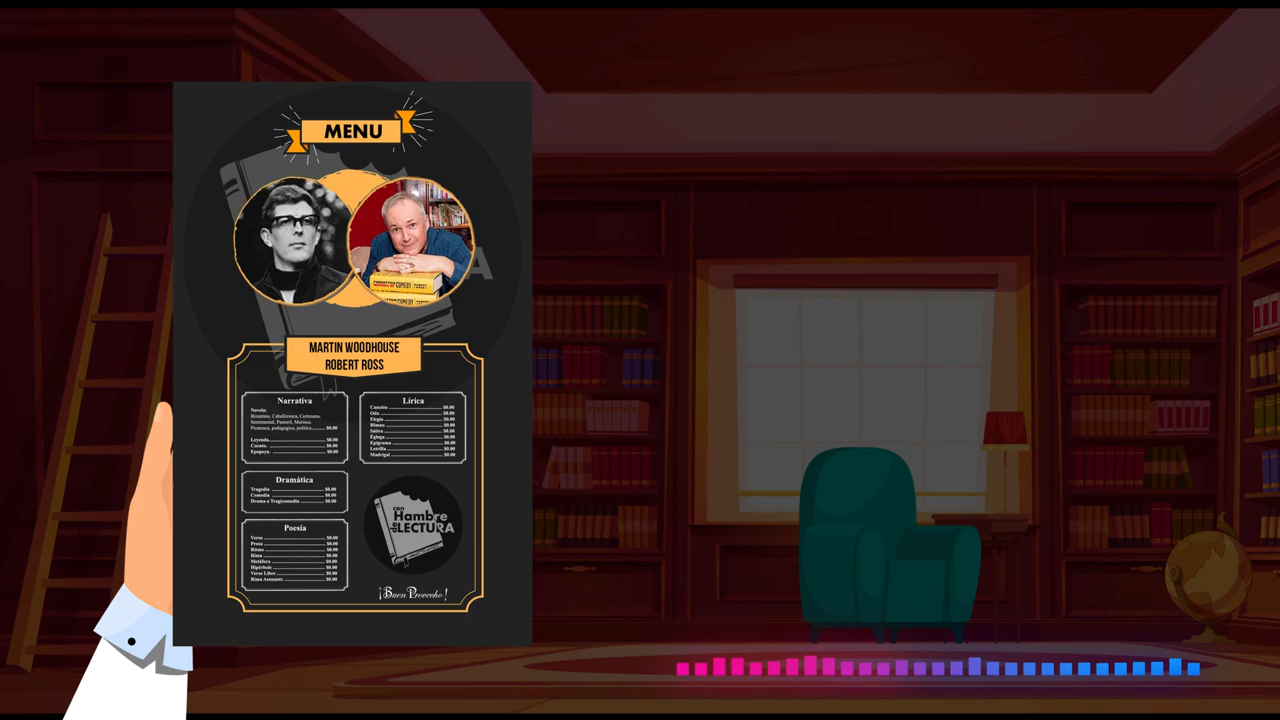 MENU
MARTIN WOODHOUSE
ROBERT ROSS
Narrativa
Novela:
Bizantina, Caballeresca, Cortesana,
Sentimental, Pastoril, Morisca.
Picaresca, pedagogica, politica. $0.00
Leyenda. $0.00
Cuento. $0.00
Epopeya. $0.00
Lírica
Canción $0.00
Oda $0.00
Elegía $0.00
Himno $0.00
Sátira $0.00
Égloga $0.00
Epigrama $0.00
Letrilla $0.00
Madrigal $0.00
Dramática
Tragedia $0.00
Comedia $0.00
Drama o Tragicomedia $0.00
Poesía
Verso $0.00
Prosa $0.00
Ritmo $0.00
Rima $0.00
Metáfora $0.00
Hipérbole $0.00
Verso Libre $0.00
Rima Asonante $0.00
con
Hambre
de LECTURA
¡Buen Provecho!